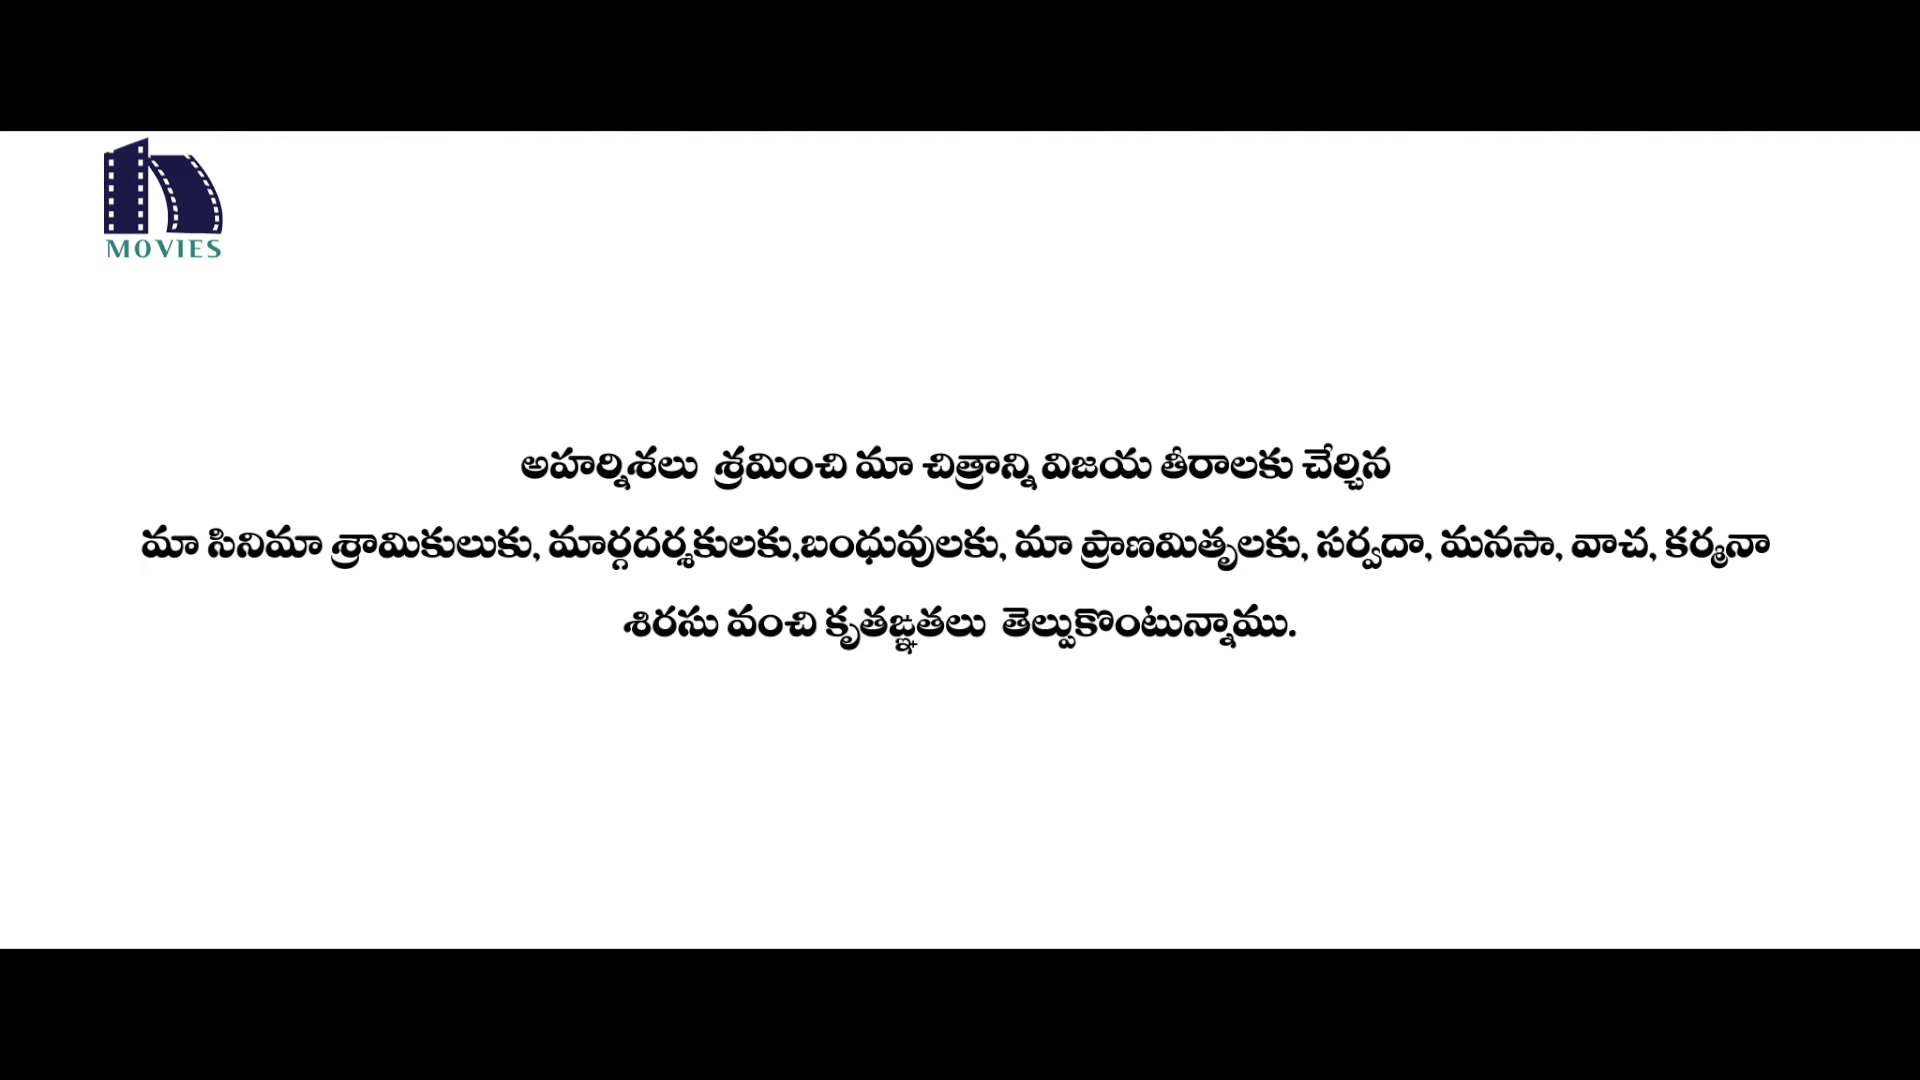 MOVIES
అహర్నిశలు శ్రమించి మా చిత్రాన్ని విజయ తీరాలకు చేర్చిన
మా సినిమా శ్రామికులుకు, మార్గదర్శకులకు,బంధువులకు, మా ప్రాణమితృలకు, సర్వదా, మనసా, వాచ, కర్మనా
శిరసు వంచి కృతజ్ఞతలు తెల్పుకొంటున్నాము.